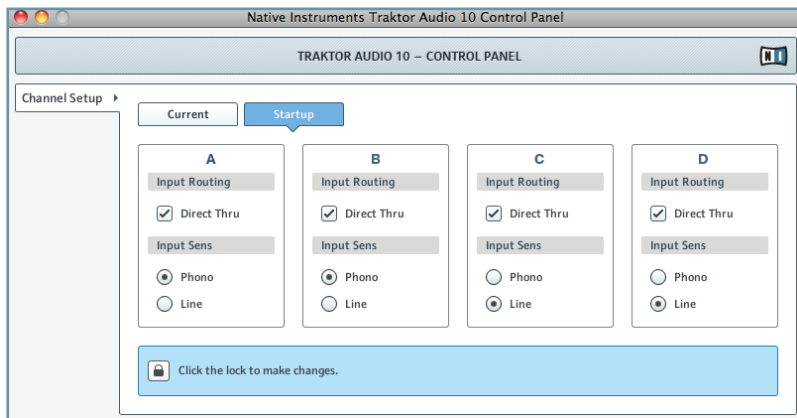 Native Instruments Traktor Audio 10 Control Panel
TRAKTOR AUDIO 10 – CONTROL PANEL
NI
Channel Setup
Current Startup
A B C D
Input Routing Input Routing Input Routing Input Routing
Direct Thru Direct Thru Direct Thru Direct Thru
Input Sens Input Sens Input Sens Input Sens
Phono Phono Phono Phono
Line Line Line Line
Click the lock to make changes.